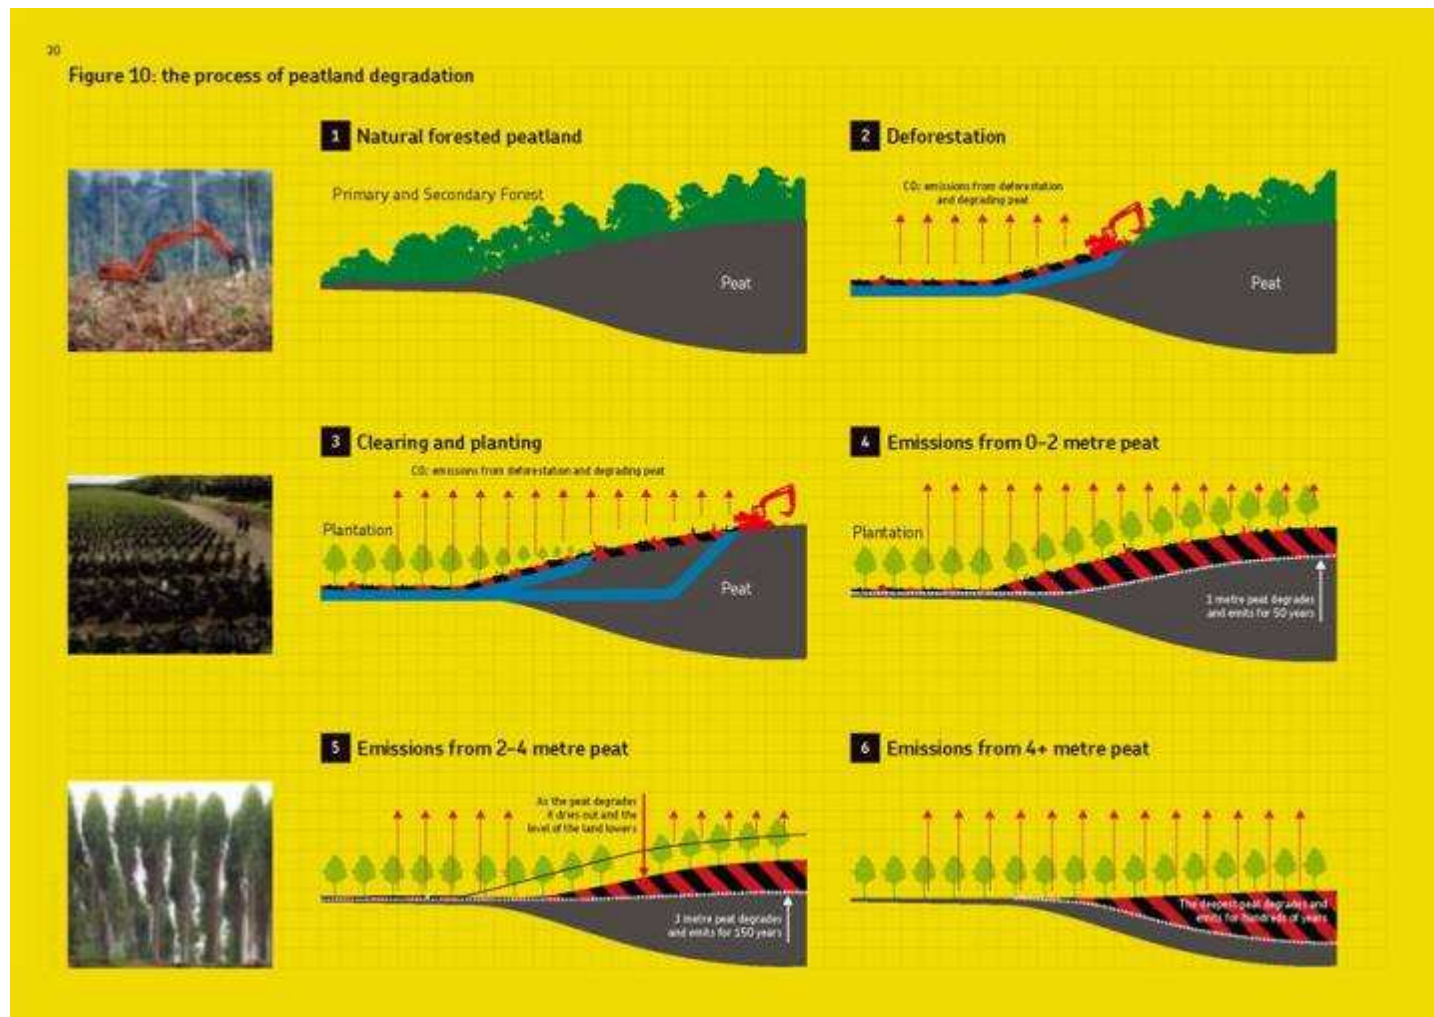 20
Figure 10: the process of peatland degradation
1 Natural forested peatland
Primary and Secondary Forest
Peat
2 Deforestation
CO₂ emissions from deforestation
and degrading peat
Peat
3 Clearing and planting
CO₂ emissions from deforestation and degrading peat
Plantation
Peat
4 Emissions from 0–2 metre peat
Plantation
1 metre peat degrades
and emits for 50 years
5 Emissions from 2–4 metre peat
As the peat degrades
it dries out and the
level of the land lowers
3 metre peat degrades
and emits for 150 years
6 Emissions from 4+ metre peat
The deepest peat degrades and
emits for hundreds of years